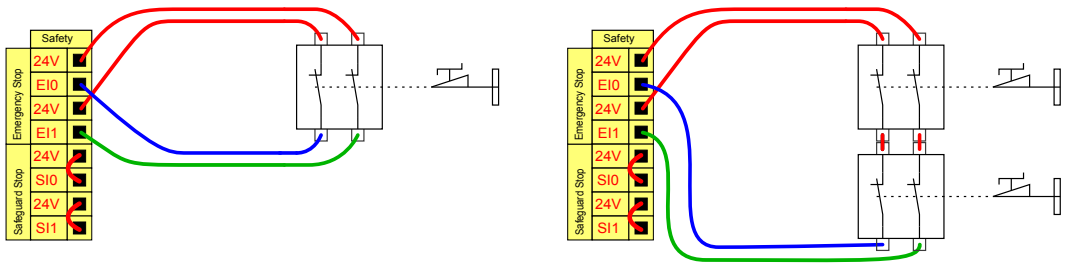 Safety
Emergency Stop
24V
EI0
24V
EI1
Safeguard Stop
24V
SI0
24V
SI1
Safety
Emergency Stop
24V
EI0
24V
EI1
Safeguard Stop
24V
SI0
24V
SI1